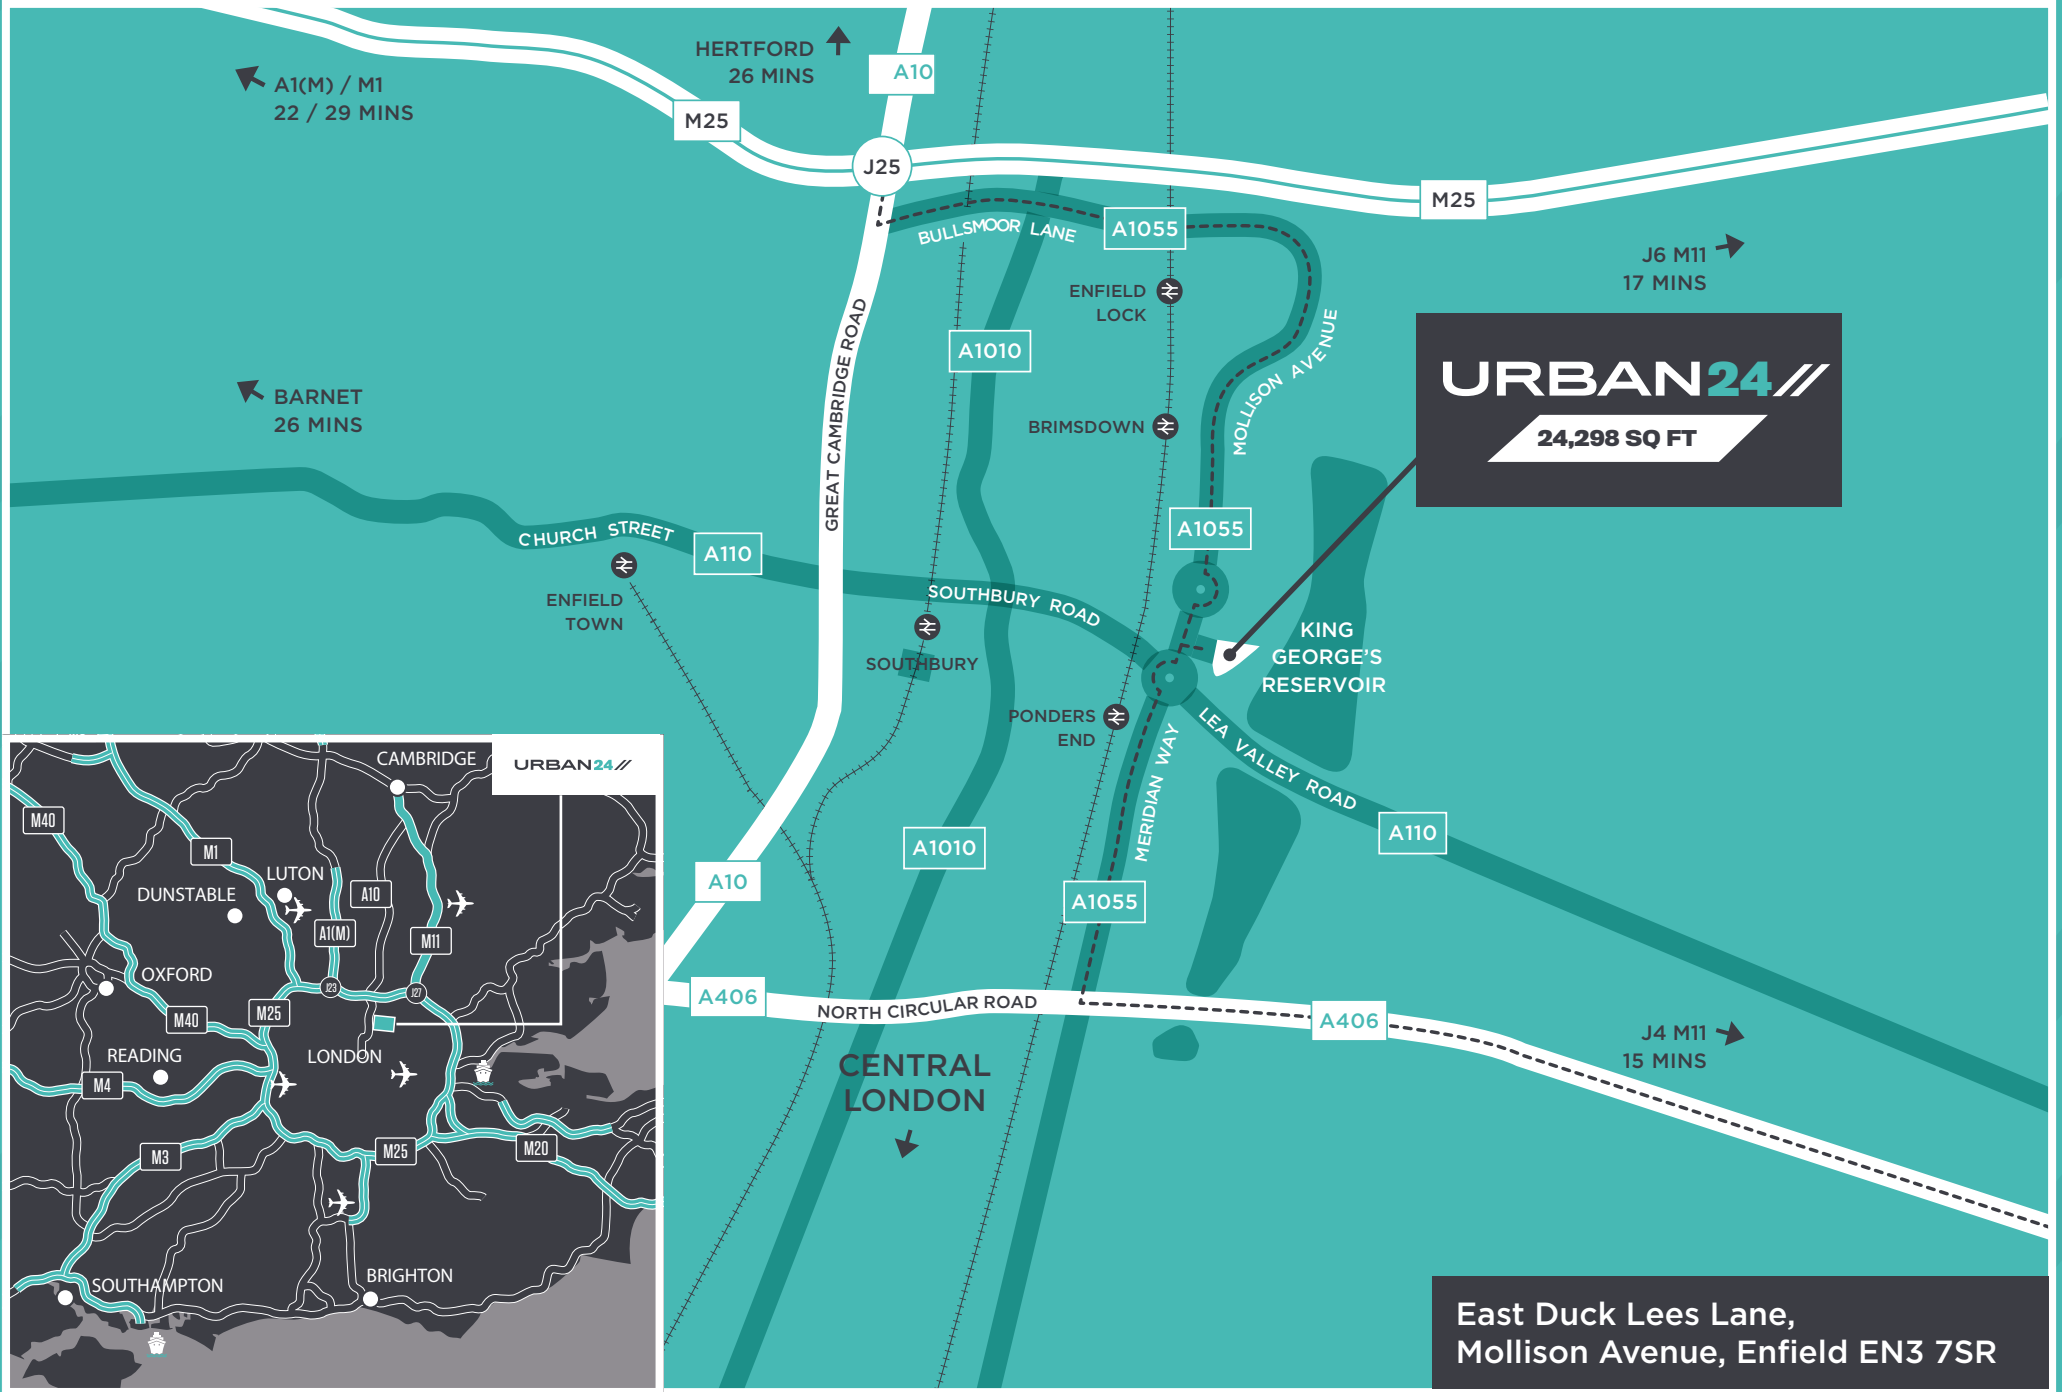 HERTFORD
26 MINS
A10
A1(M) / M1
22 / 29 MINS
M25
J25
M25
BULLSMOOR LANE
A1055
J6 M11
17 MINS
ENFIELD
LOCK
A1010
GREAT CAMBRIDGE ROAD
MOLLISON AVENUE
URBAN24//
24,298 SQ FT
BARNET
26 MINS
BRIMSDOWN
CHURCH STREET
A110
A1055
ENFIELD
TOWN
SOUTHBURY ROAD
SOUTHBURY
KING
GEORGE'S
RESERVOIR
PONDERS
END
MERIDIAN WAY
LEA VALLEY ROAD
A110
A1010
A10
A1055
A406
NORTH CIRCULAR ROAD
A406
J4 M11
15 MINS
CENTRAL
LONDON
CAMBRIDGE
URBAN24//
M40
M1
LUTON
DUNSTABLE
A10
A1(M)
M11
OXFORD
J23
J27
M25
M40
READING
LONDON
M4
M3
M25
M20
SOUTHAMPTON
BRIGHTON
East Duck Lees Lane,
Mollison Avenue, Enfield EN3 7SR